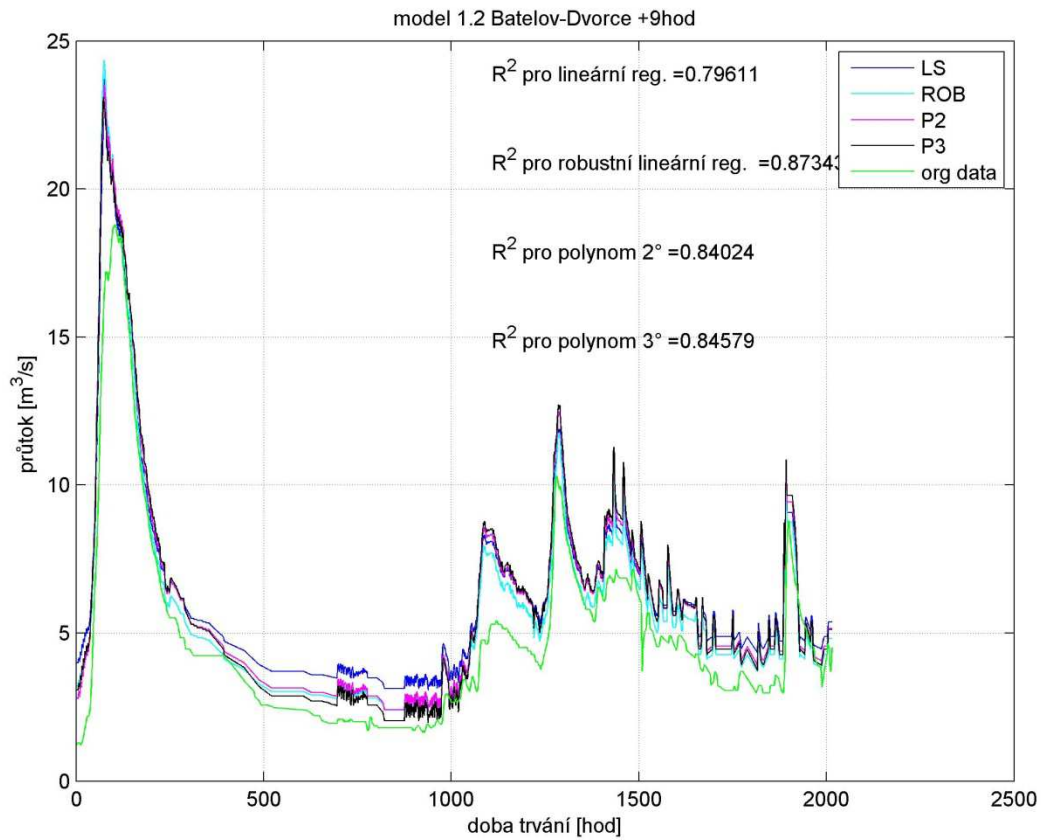 model 1.2 Batelov-Dvorce +9hod
R² pro lineární reg. =0.79611
R² pro robustní lineární reg. =0.87343
R² pro polynom 2° =0.84024
R² pro polynom 3° =0.84579
LS
ROB
P2
P3
org data
průtok [m³/s]
25
20
15
10
5
0
0 500 1000 1500 2000 2500
doba trvání [hod]